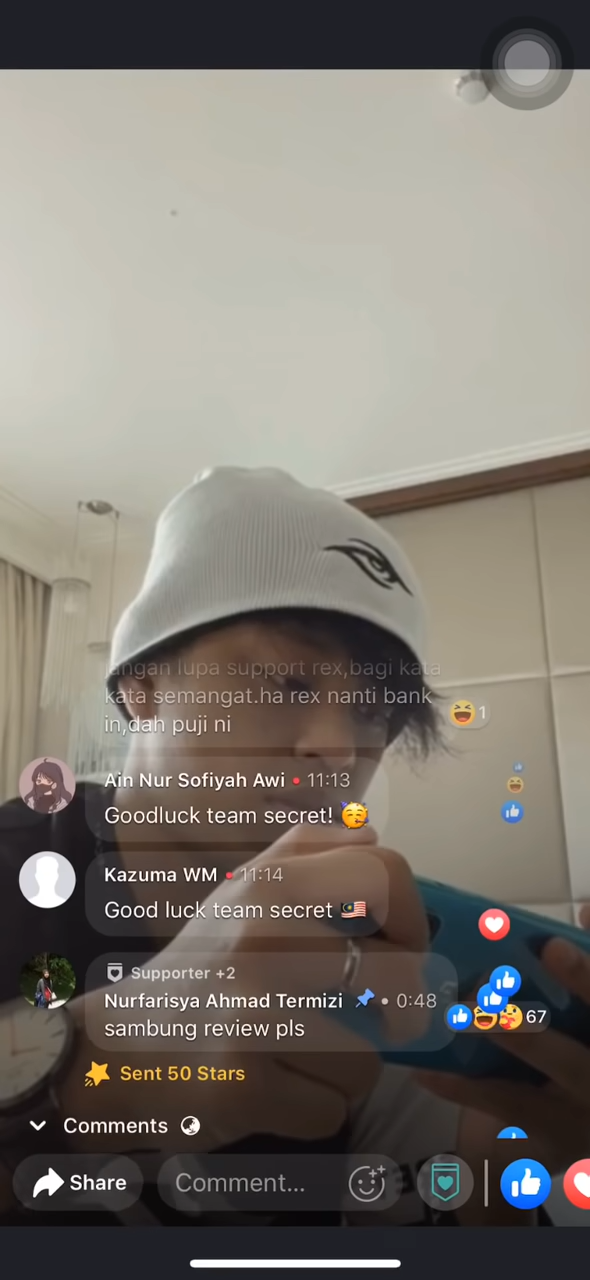 jangan lupa support rex,bagi kata
kata semangat.ha rex nanti bank
in,dah puji ni
1
Ain Nur Sofiyah Awi • 11:13
Goodluck team secret! 🥳
Kazuma WM • 11:14
Good luck team secret 🇲🇾
Supporter +2
Nurfarisya Ahmad Termizi 📌 • 0:48
sambung review pls
67
Sent 50 Stars
Comments
Share
Comment...